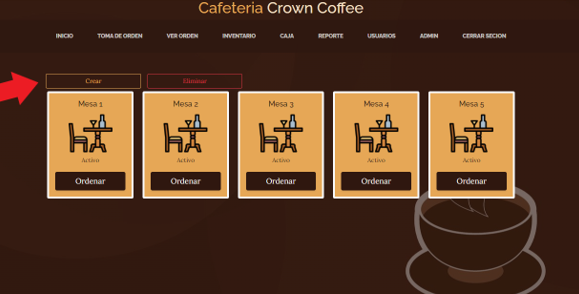 Cafeteria Crown Coffee
INICIO TOMA DE ORDEN VER ORDEN INVENTARIO CAJA REPORTE USUARIOS ADMIN CERRAR SECION
Crear Eliminar
Mesa 1 Mesa 2 Mesa 3 Mesa 4 Mesa 5
Activo Activo Activo Activo Activo
Ordenar Ordenar Ordenar Ordenar Ordenar